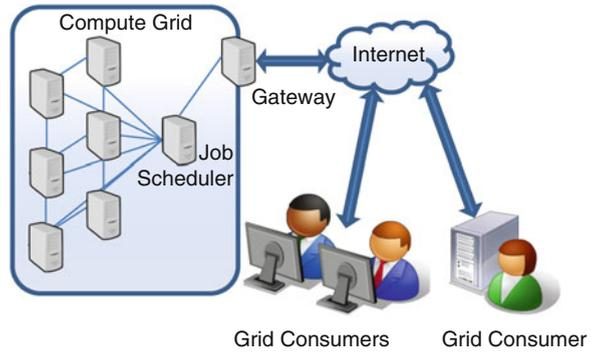 Compute Grid
Internet
Gateway
Job
Scheduler
Grid Consumers
Grid Consumer